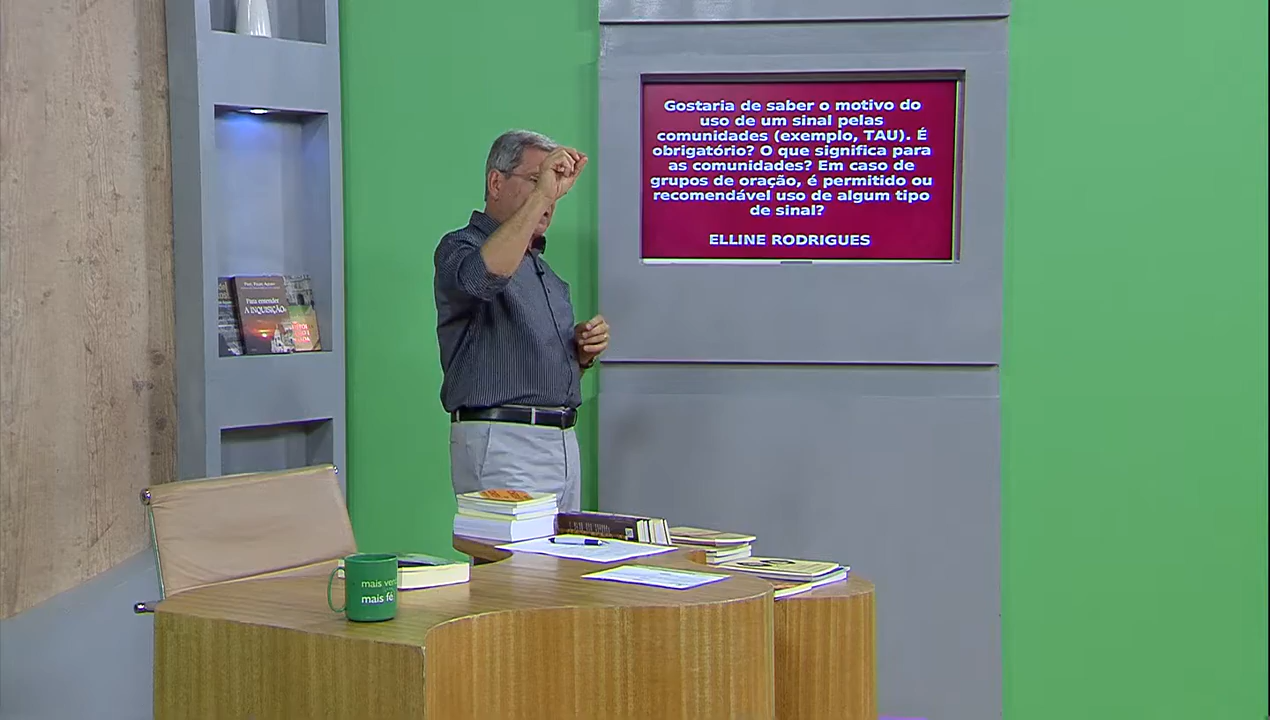 Gostaria de saber o motivo do
uso de um sinal pelas
comunidades (exemplo, TAU). É
obrigatório? O que significa para
as comunidades? Em caso de
grupos de oração, é permitido ou
recomendável uso de algum tipo
de sinal?
ELLINE RODRIGUES
Para entender
A INQUISIÇÃO
mais
mais fé